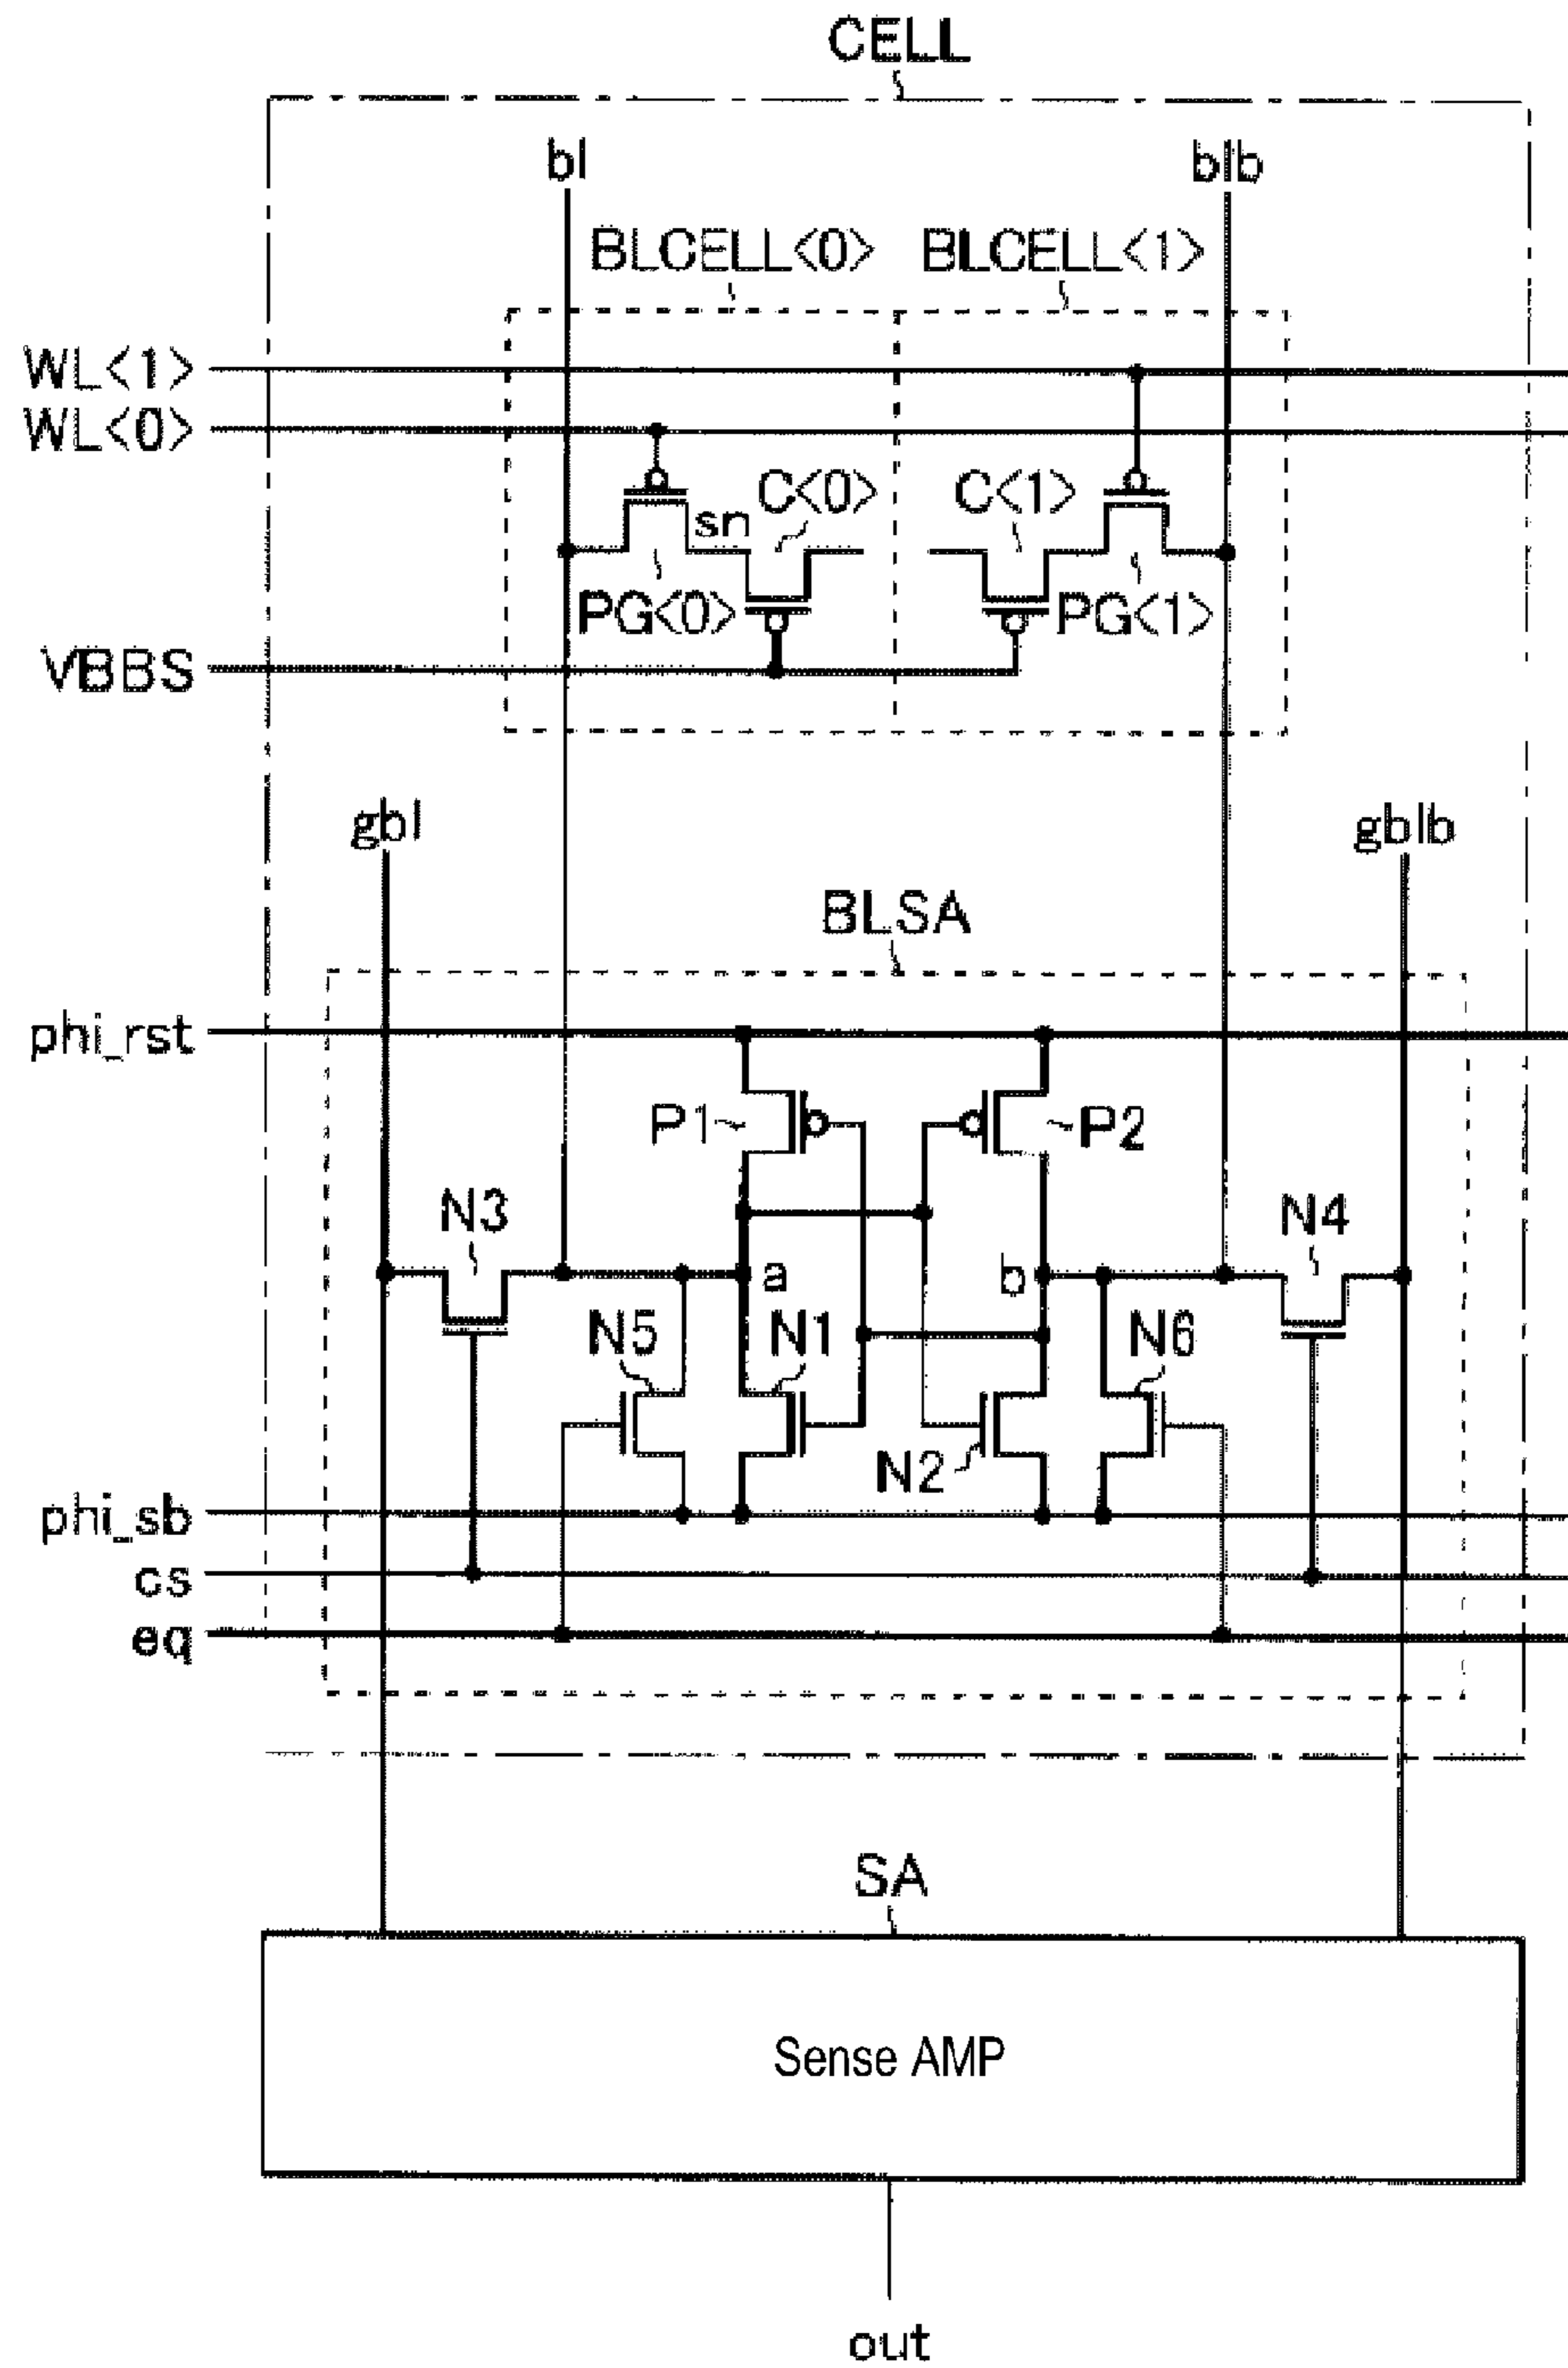 CELL
bl
blb
BLCELL<0>
BLCELL<1>
WL<1>
WL<0>
C<0>
C<1>
sn
PG<0>
PG<1>
VBBS
gbl
gblb
BLSA
phi_rst
P1
P2
N3
N4
a
b
N5
N1
N6
N2
phi_sb
cs
eq
SA
Sense AMP
out